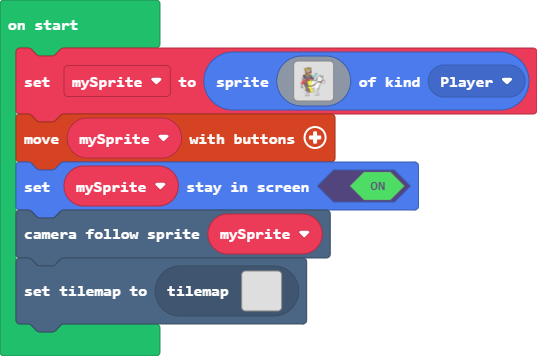 on start
set mySprite to sprite of kind Player
move mySprite with buttons
set mySprite stay in screen ON
camera follow sprite mySprite
set tilemap to tilemap